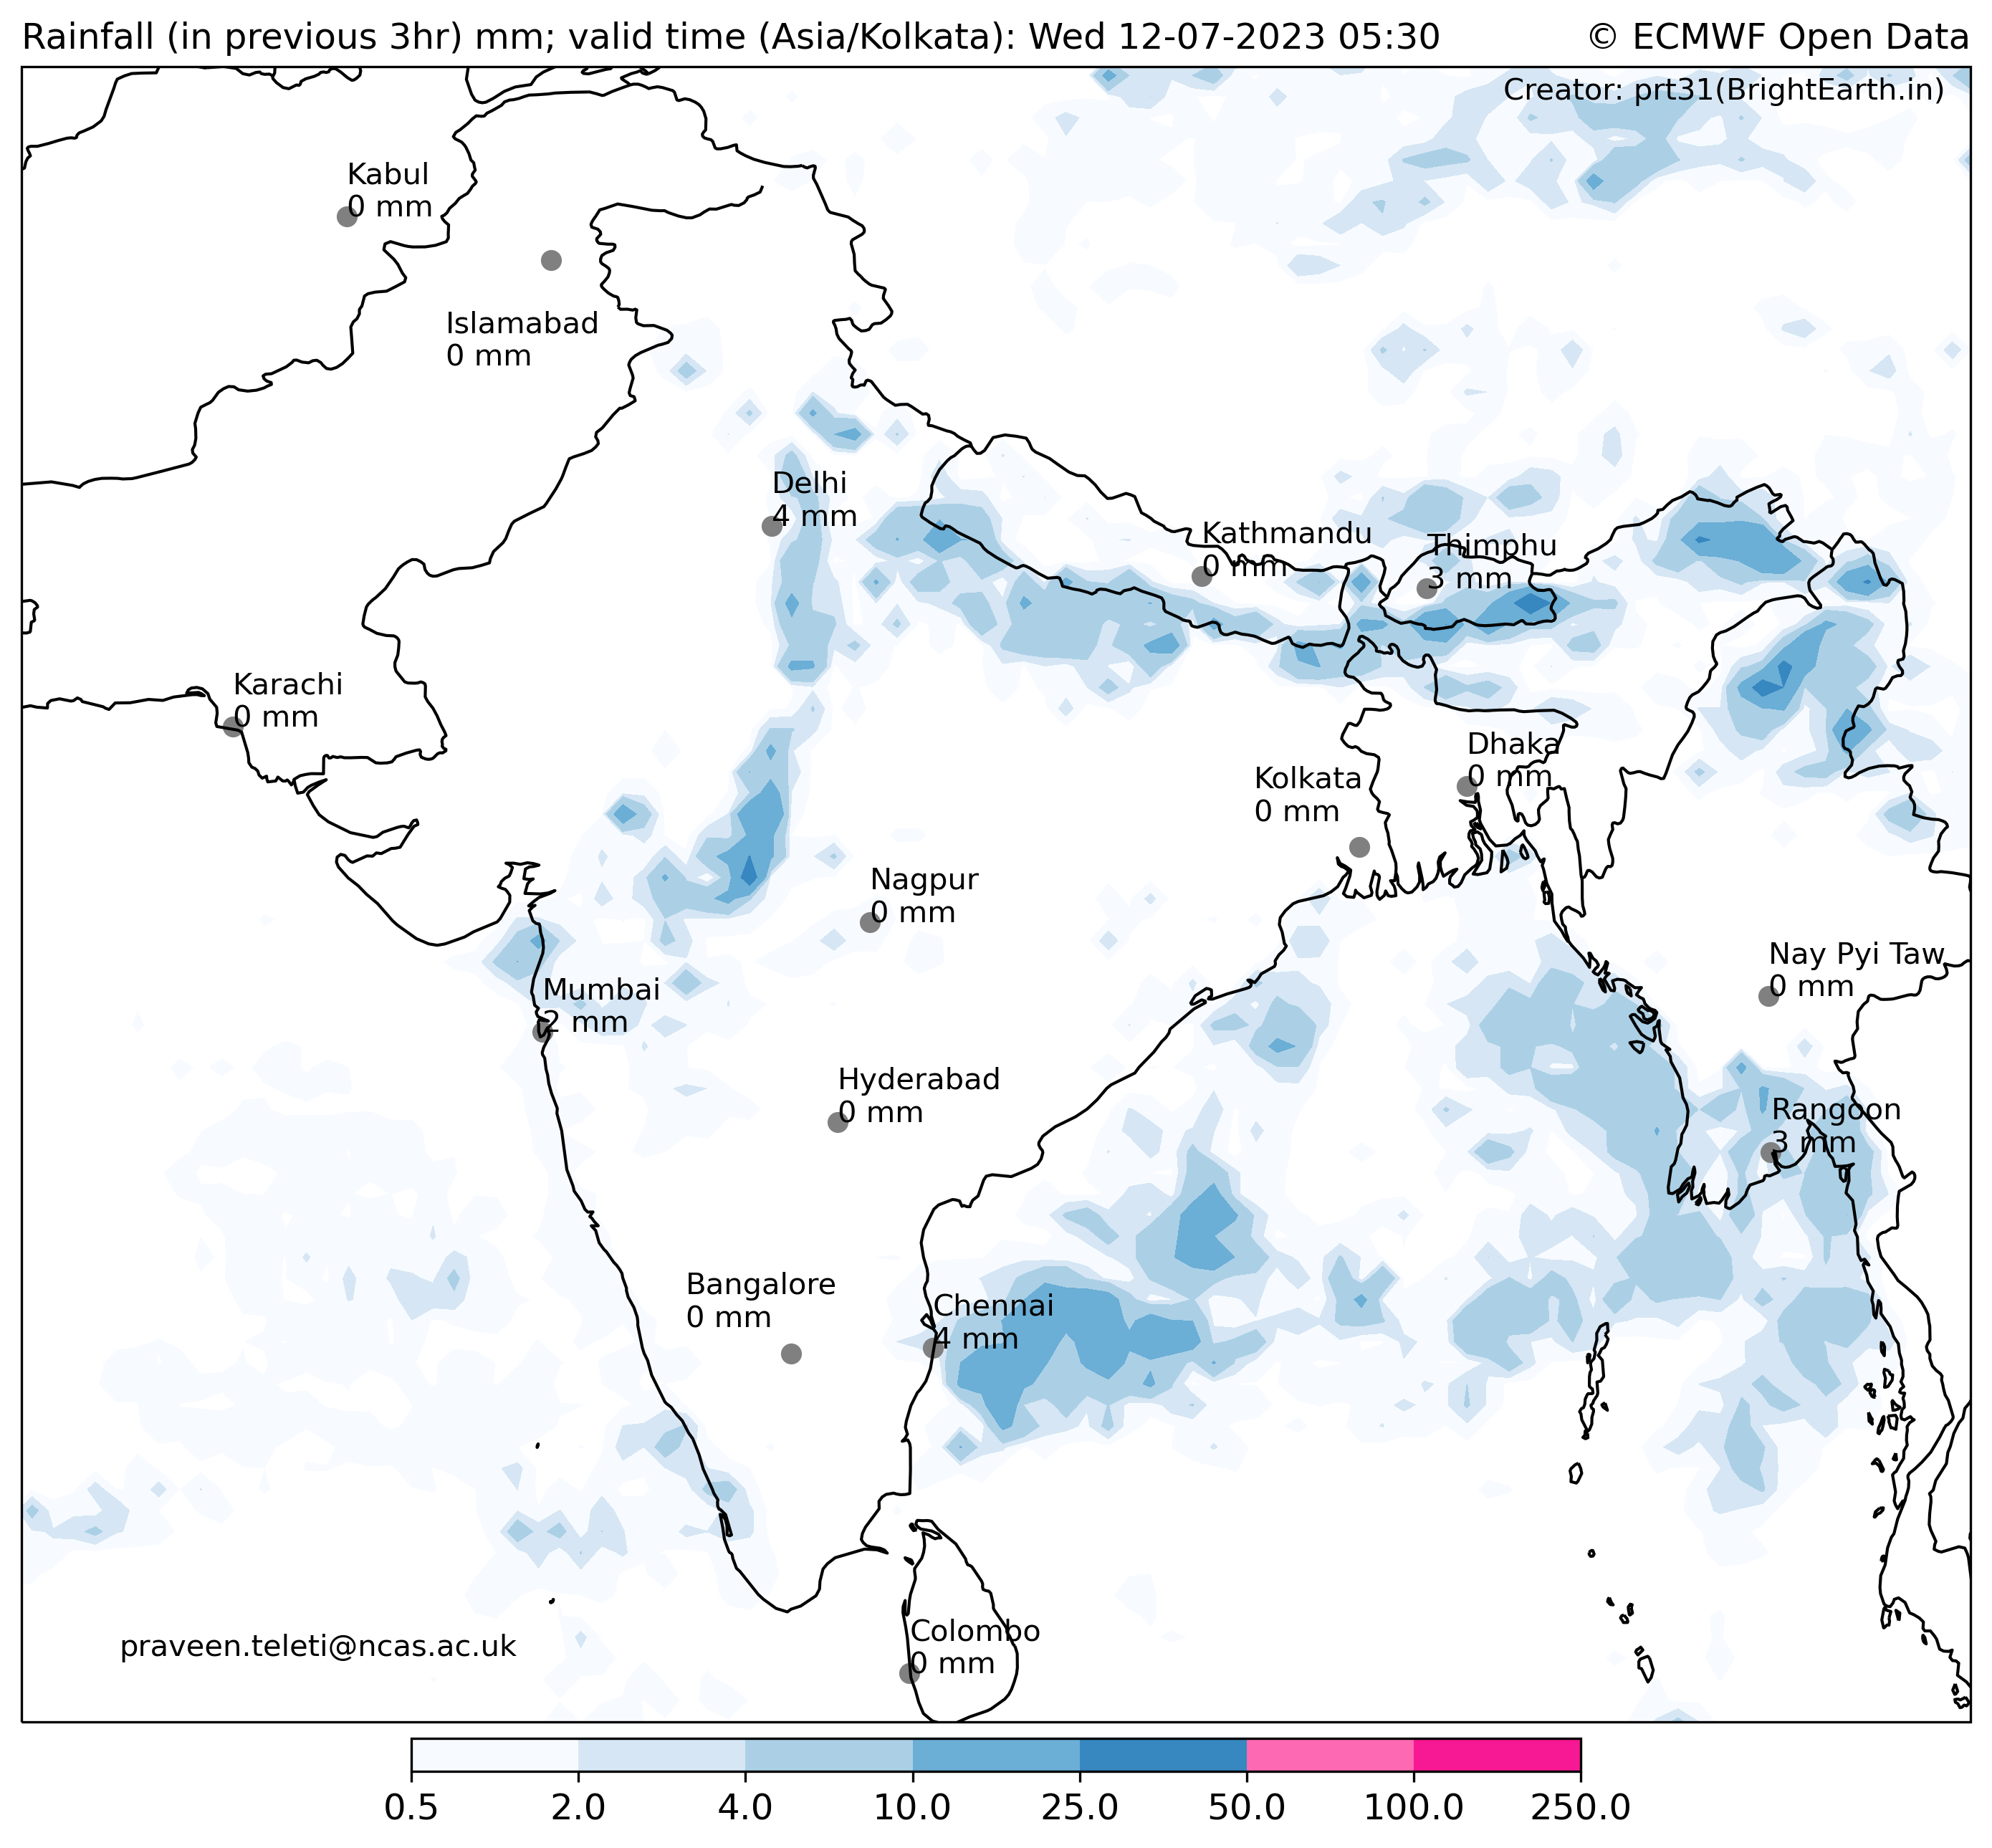 Rainfall (in previous 3hr) mm; valid time (Asia/Kolkata): Wed 12-07-2023 05:30
© ECMWF Open Data
Creator: prt31(BrightEarth.in)
Kabul
0 mm
Islamabad
0 mm
Delhi
4 mm
Kathmandu
0 mm
Thimphu
3 mm
Karachi
0 mm
Dhaka
0 mm
Kolkata
0 mm
Nagpur
0 mm
Nay Pyi Taw
0 mm
Mumbai
2 mm
Hyderabad
0 mm
Rangoon
3 mm
Bangalore
0 mm
Chennai
4 mm
Colombo
0 mm
praveen.teleti@ncas.ac.uk
0.5 2.0 4.0 10.0 25.0 50.0 100.0 250.0